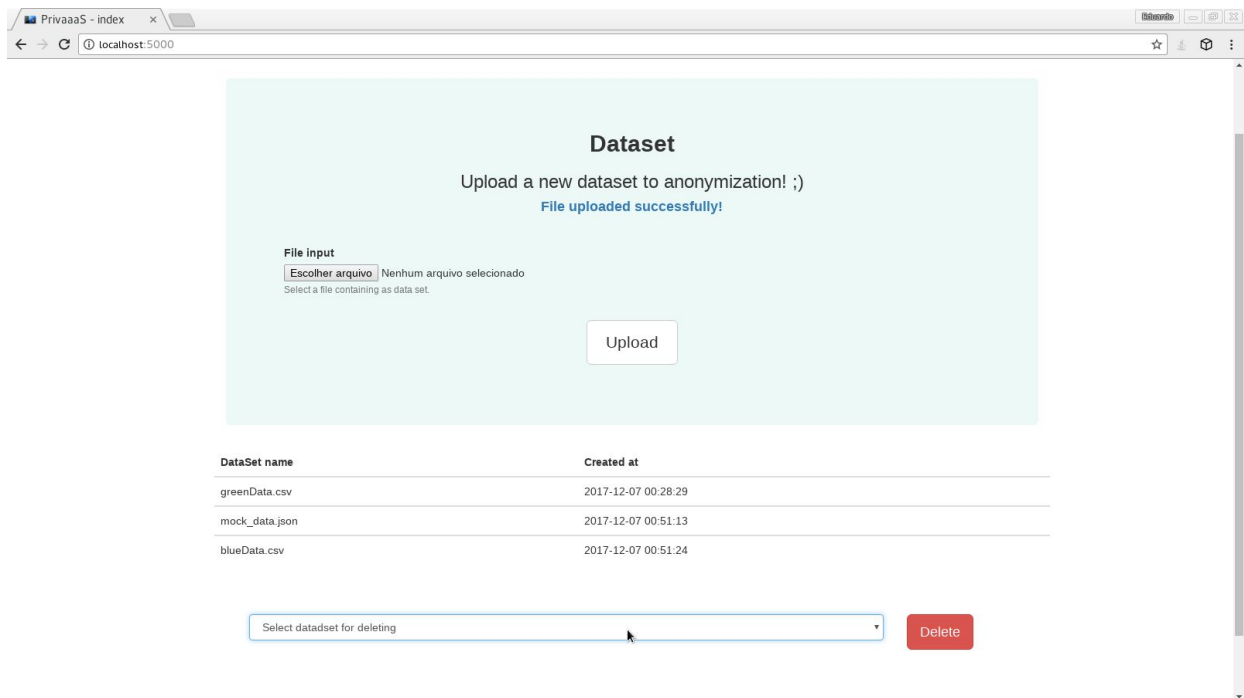 PrivaaaS - index
Eduardo
localhost:5000
Dataset
Upload a new dataset to anonymization! ;)
File uploaded successfully!
File input
Escolher arquivo Nenhum arquivo selecionado
Select a file containing as data set.
Upload
DataSet name Created at
greenData.csv 2017-12-07 00:28:29
mock_data.json 2017-12-07 00:51:13
blueData.csv 2017-12-07 00:51:24
Select datadset for deleting
Delete